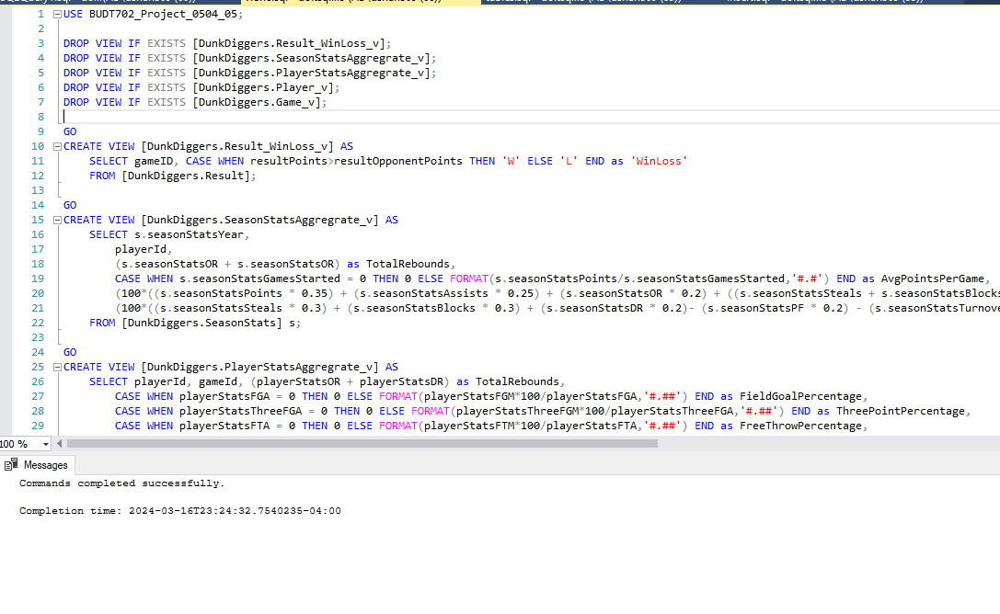 1 USE BUDT702_Project_0504_05;
2
3 DROP VIEW IF EXISTS [DunkDiggers.Result_WinLoss_v];
4 DROP VIEW IF EXISTS [DunkDiggers.SeasonStatsAggregrate_v];
5 DROP VIEW IF EXISTS [DunkDiggers.PlayerStatsAggregrate_v];
6 DROP VIEW IF EXISTS [DunkDiggers.Player_v];
7 DROP VIEW IF EXISTS [DunkDiggers.Game_v];
8
9 GO
10 CREATE VIEW [DunkDiggers.Result_WinLoss_v] AS
11 SELECT gameID, CASE WHEN resultPoints>resultOpponentPoints THEN 'W' ELSE 'L' END as 'WinLoss'
12 FROM [DunkDiggers.Result];
13
14 GO
15 CREATE VIEW [DunkDiggers.SeasonStatsAggregrate_v] AS
16 SELECT s.seasonStatsYear,
17 playerId,
18 (s.seasonStatsOR + s.seasonStatsOR) as TotalRebounds,
19 CASE WHEN s.seasonStatsGamesStarted = 0 THEN 0 ELSE FORMAT(s.seasonStatsPoints/s.seasonStatsGamesStarted,'#.#') END as AvgPointsPerGame,
20 (100*((s.seasonStatsPoints * 0.35) + (s.seasonStatsAssists * 0.25) + (s.seasonStatsOR * 0.2) + ((s.seasonStatsSteals + s.seasonStatsBlocks
21 (100*((s.seasonStatsSteals * 0.3) + (s.seasonStatsBlocks * 0.3) + (s.seasonStatsDR * 0.2)- (s.seasonStatsPF * 0.2) - (s.seasonStatsTurnove
22 FROM [DunkDiggers.SeasonStats] s;
23
24 GO
25 CREATE VIEW [DunkDiggers.PlayerStatsAggregrate_v] AS
26 SELECT playerId, gameId, (playerStatsOR + playerStatsDR) as TotalRebounds,
27 CASE WHEN playerStatsFGA = 0 THEN 0 ELSE FORMAT(playerStatsFGM*100/playerStatsFGA,'#.##') END as FieldGoalPercentage,
28 CASE WHEN playerStatsThreeFGA = 0 THEN 0 ELSE FORMAT(playerStatsThreeFGM*100/playerStatsThreeFGA,'#.##') END as ThreePointPercentage,
29 CASE WHEN playerStatsFTA = 0 THEN 0 ELSE FORMAT(playerStatsFTM*100/playerStatsFTA,'#.##') END as FreeThrowPercentage,
100 %
Messages
Commands completed successfully.
Completion time: 2024-03-16T23:24:32.7540235-04:00